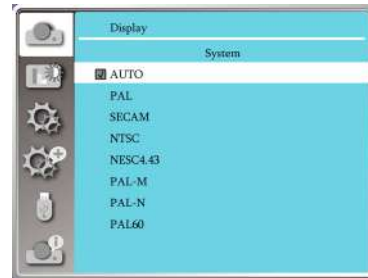 Display
System
AUTO
PAL
SECAM
NTSC
NESC4.43
PAL-M
PAL-N
PAL60